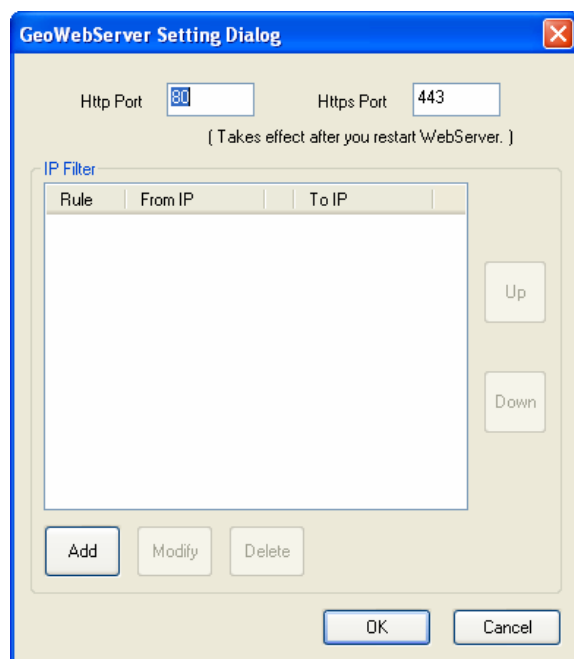 GeoWebServer Setting Dialog
Http Port 80 Https Port 443
( Takes effect after you restart WebServer. )
IP Filter
Rule From IP To IP
Up
Down
Add Modify Delete
OK Cancel